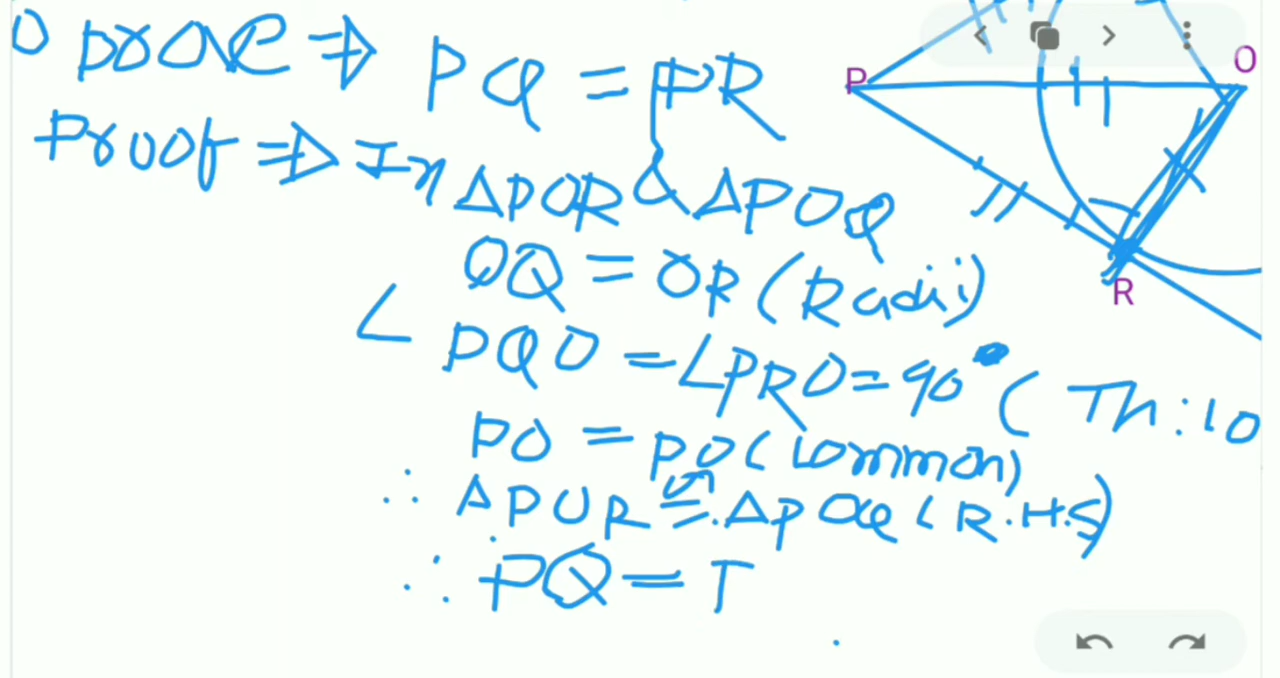 O prove ⇒ PQ = PR
Proof ⇒ In ΔPOR & ΔPOQ
OQ = OR (Radii)
∠PQO = ∠PRO = 90° (Th: 10
PO = PO (Common)
∴ ΔPOR ≅ ΔPOQ (R.H.S)
∴ PQ = T
P
O
R